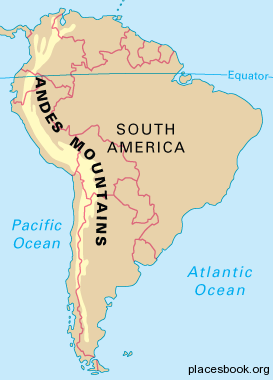 Equator
SOUTH
AMERICA
ANDES MOUNTAINS
Pacific
Ocean
Atlantic
Ocean
placesbook.org